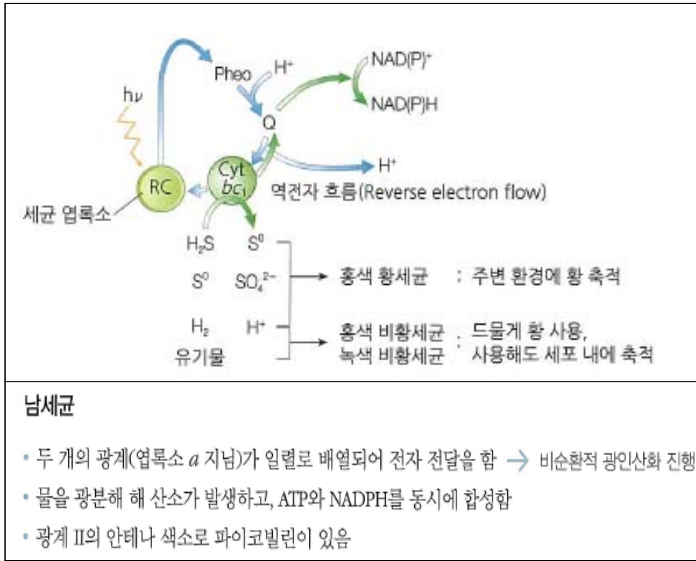 Pheo
H⁺
NAD(P)⁺
NAD(P)H
hν
Q
H⁺
RC
Cyt
bc₁
역전자 흐름(Reverse electron flow)
세균 엽록소
H₂S S⁰
S⁰ SO₄²⁻
홍색 황세균 : 주변 환경에 황 축적
H₂ H⁺
유기물
홍색 비황세균
녹색 비황세균
: 드물게 황 사용,
사용해도 세포 내에 축적
남세균
• 두 개의 광계(엽록소 a 지님)가 일렬로 배열되어 전자 전달을 함 → 비순환적 광인산화 진행
• 물을 광분해 해 산소가 발생하고, ATP와 NADPH를 동시에 합성함
• 광계 II의 안테나 색소로 파이코빌린이 있음